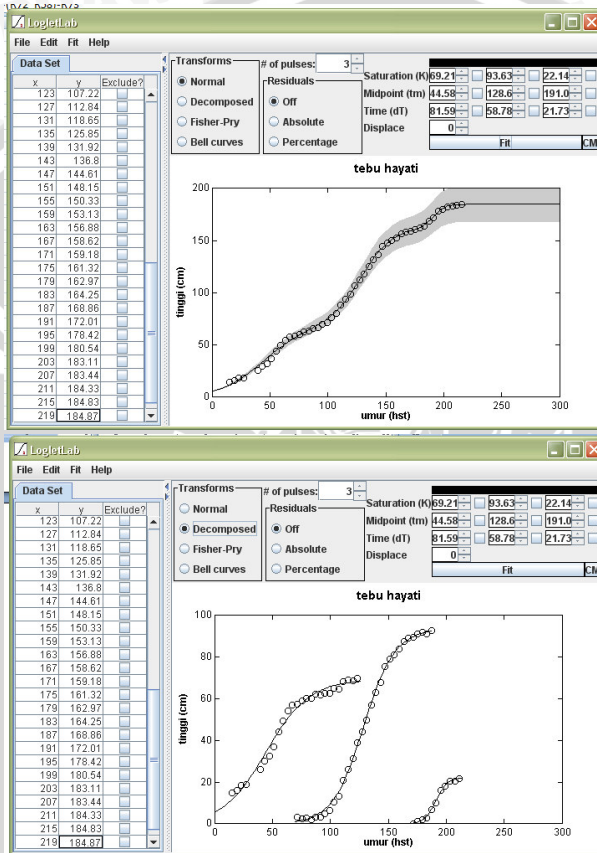 LogletLab
File Edit Fit Help
Data Set
x y Exclude?
123 107.22
127 112.84
131 118.65
135 125.85
139 131.92
143 136.8
147 144.61
151 148.15
155 150.33
159 153.13
163 156.88
167 158.62
171 159.18
175 161.32
179 162.97
183 164.25
187 168.86
191 172.01
195 178.42
199 180.54
203 183.11
207 183.44
211 184.33
215 184.83
219 184.87
Transforms
Normal
Decomposed
Fisher-Pry
Bell curves
# of pulses: 3
Residuals
Off
Absolute
Percentage
Saturation (K) 69.21 93.63 22.14
Midpoint (tm) 44.58 128.6 191.0
Time (dT) 81.59 58.78 21.73
Displace 0
Fit CM
tebu hayati
200
150
100
50
0
tinggi (cm)
0 50 100 150 200 250 300
umur (hst)
LogletLab
File Edit Fit Help
Data Set
x y Exclude?
123 107.22
127 112.84
131 118.65
135 125.85
139 131.92
143 136.8
147 144.61
151 148.15
155 150.33
159 153.13
163 156.88
167 158.62
171 159.18
175 161.32
179 162.97
183 164.25
187 168.86
191 172.01
195 178.42
199 180.54
203 183.11
207 183.44
211 184.33
215 184.83
219 184.87
Transforms
Normal
Decomposed
Fisher-Pry
Bell curves
# of pulses: 3
Residuals
Off
Absolute
Percentage
Saturation (K) 69.21 93.63 22.14
Midpoint (tm) 44.58 128.6 191.0
Time (dT) 81.59 58.78 21.73
Displace 0
Fit
tebu hayati
100
80
60
40
20
0
tinggi (cm)
0 50 100 150 200 250 300
umur (hst)